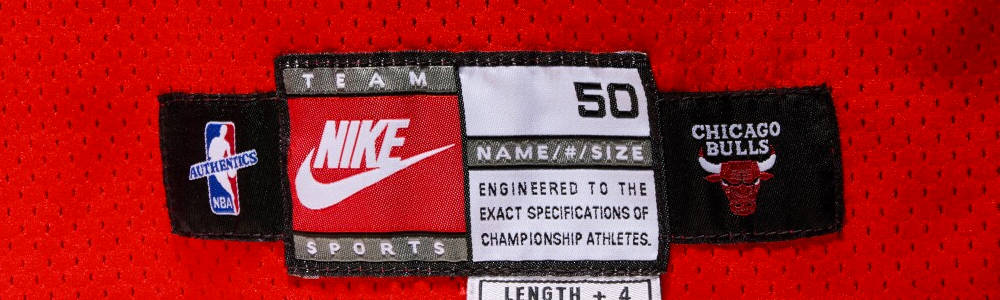 TEAM
NIKE
SPORTS
50
NAME/#/SIZE
ENGINEERED TO THE
EXACT SPECIFICATIONS OF
CHAMPIONSHIP ATHLETES.
LENGTH + 4
AUTHENTICS
NBA
CHICAGO
BULLS